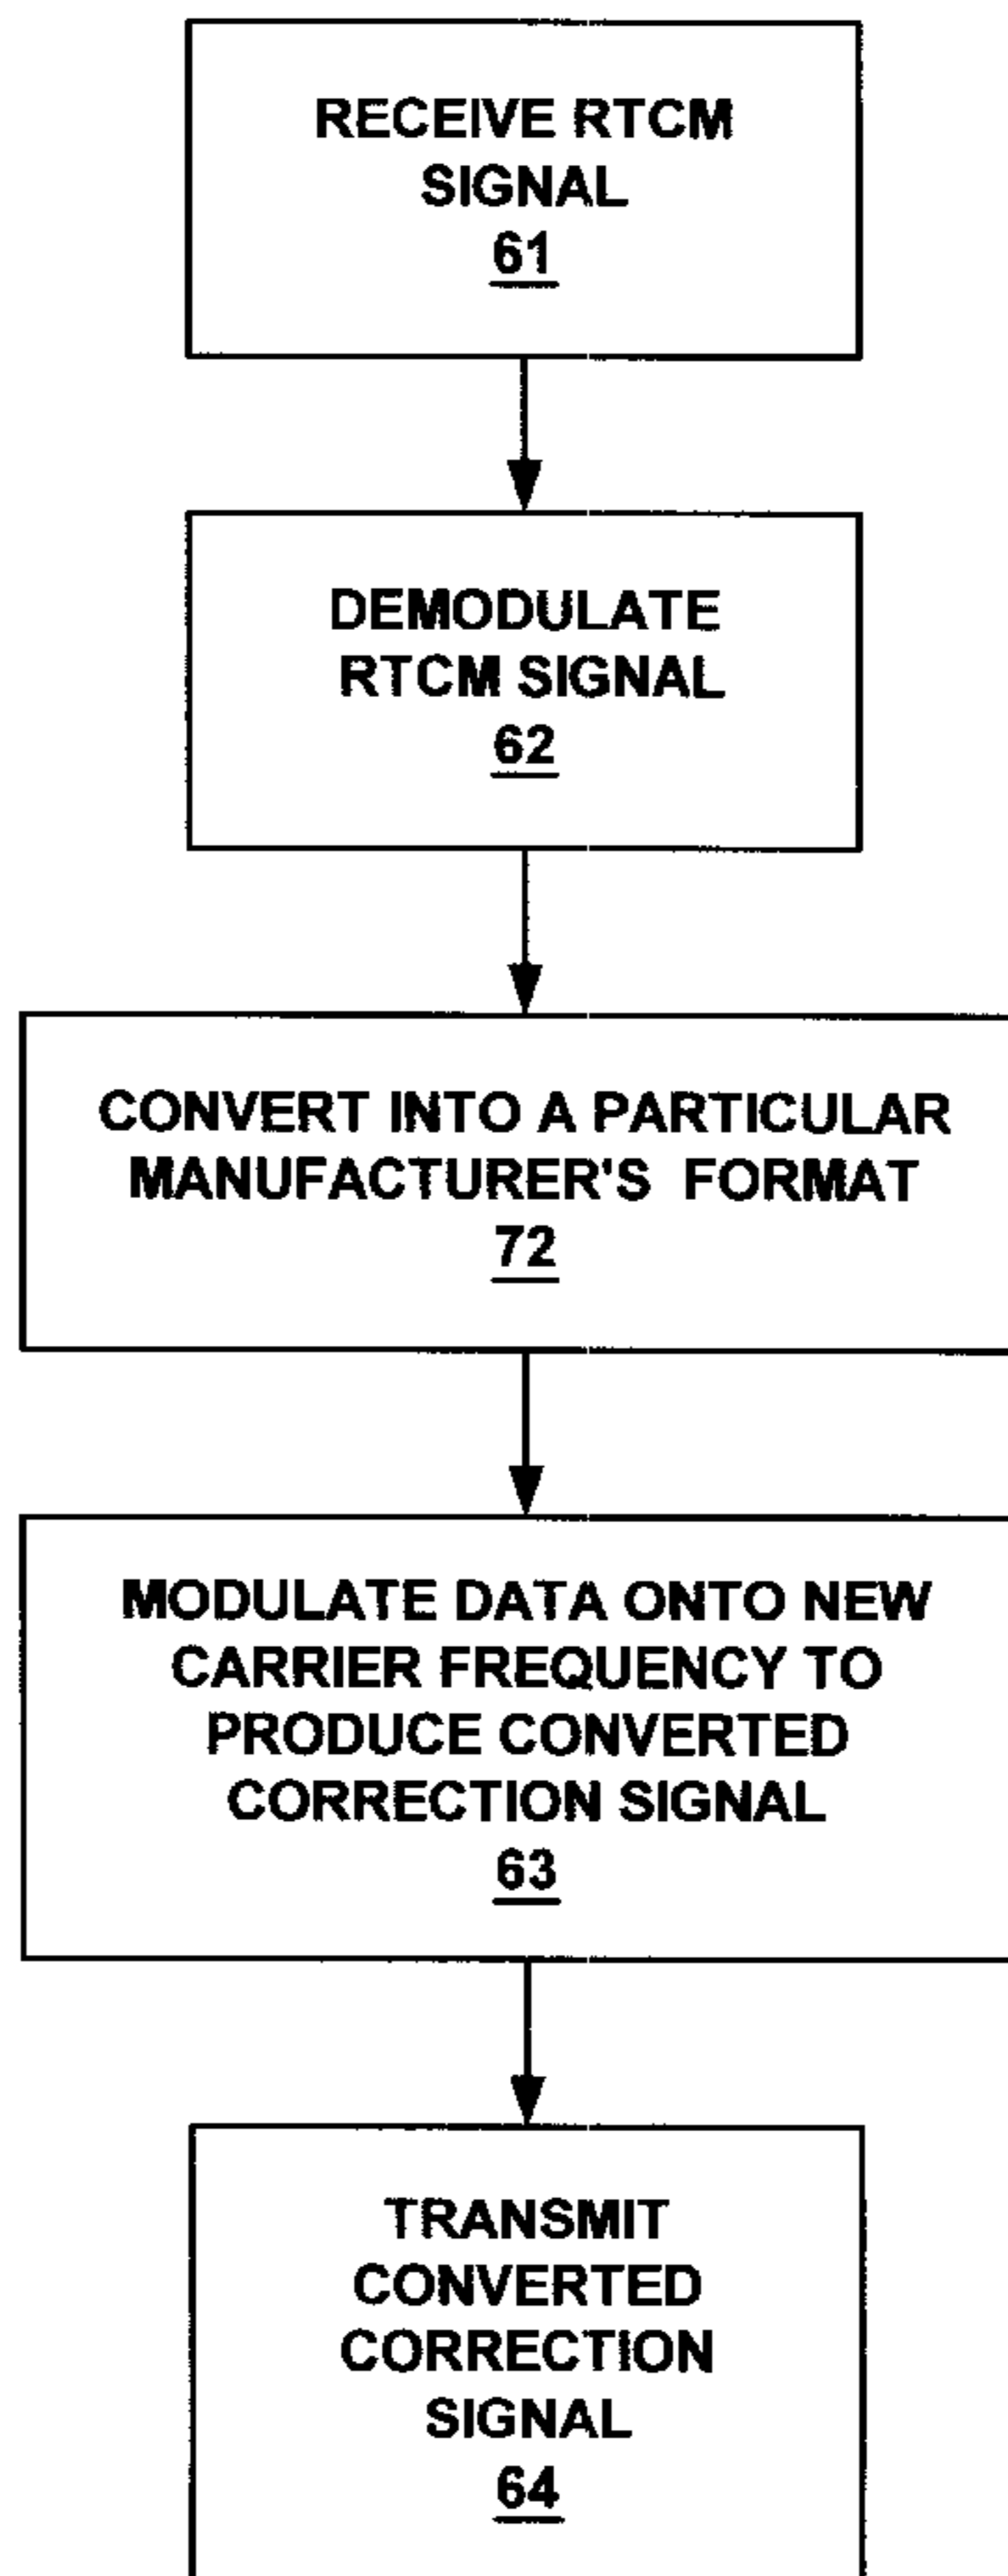 RECEIVE RTCM
SIGNAL
61
DEMODULATE
RTCM SIGNAL
62
CONVERT INTO A PARTICULAR
MANUFACTURER'S FORMAT
72
MODULATE DATA ONTO NEW
CARRIER FREQUENCY TO
PRODUCE CONVERTED
CORRECTION SIGNAL
63
TRANSMIT
CONVERTED
CORRECTION
SIGNAL
64